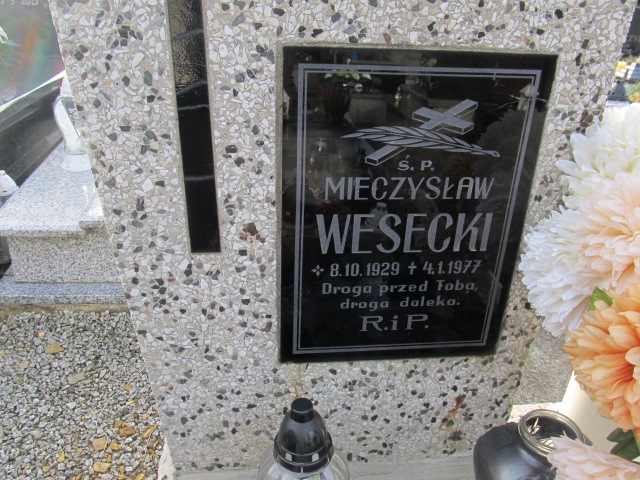 Ś. P.
MIECZYSŁAW
WESECKI
8.10.1929 + 4.1.1977
Droga przed Tobą,
droga daleka.
R.i P.